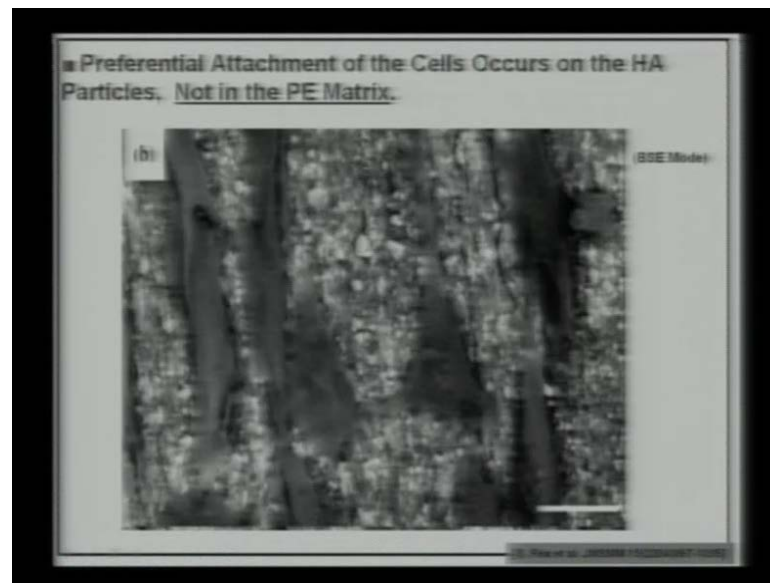 ■ Preferential Attachment of the Cells Occurs on the HA
Particles. Not in the PE Matrix.
(b)
(BSE Mode)